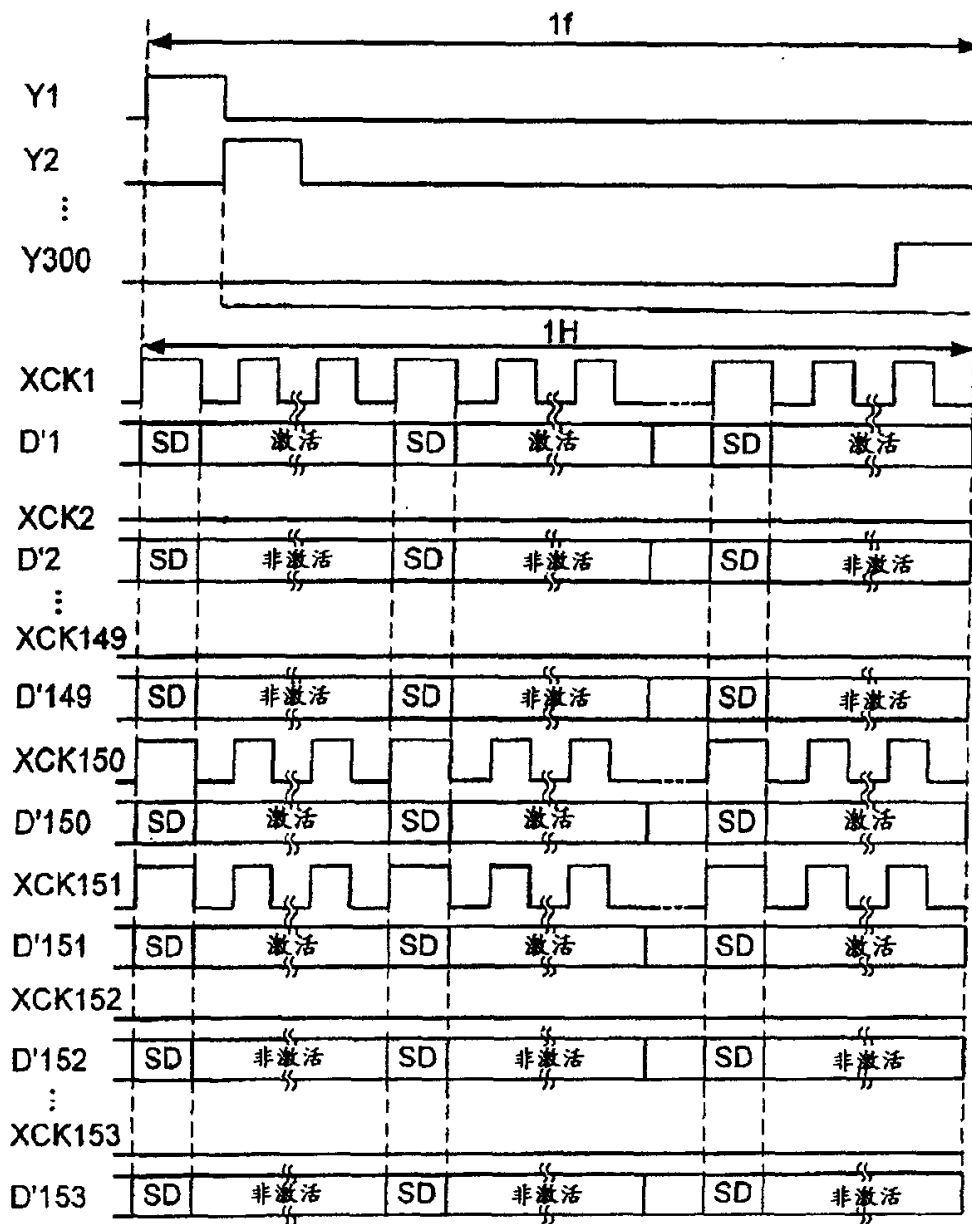 1f
Y1
Y2
⋮
Y300
1H
XCK1
D'1 SD 激活 SD 激活 SD 激活
XCK2
D'2 SD 非激活 SD 非激活 SD 非激活
⋮
XCK149
D'149 SD 非激活 SD 非激活 SD 非激活
XCK150
D'150 SD 激活 SD 激活 SD 激活
XCK151
D'151 SD 激活 SD 激活 SD 激活
XCK152
D'152 SD 非激活 SD 非激活 SD 非激活
⋮
XCK153
D'153 SD 非激活 SD 非激活 SD 非激活